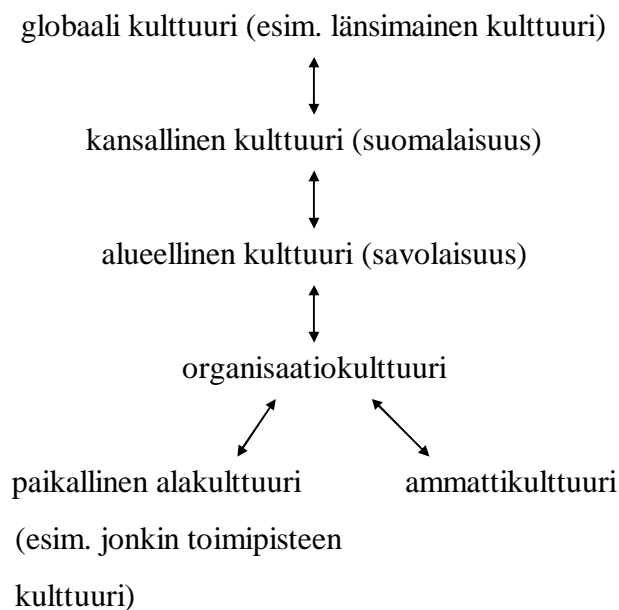 globaali kulttuuri (esim. länsimainen kulttuuri)
kansallinen kulttuuri (suomalaisuus)
alueellinen kulttuuri (savolaisuus)
organisaatiokulttuuri
paikallinen alakulttuuri
ammattikulttuuri
(esim. jonkin toimipisteen
kulttuuri)